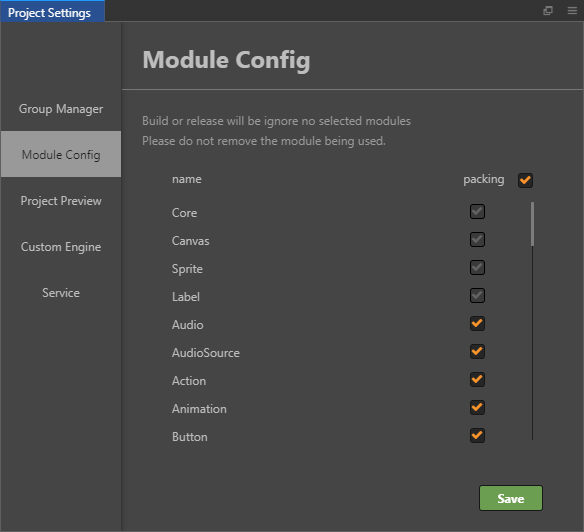 Project Settings
Module Config
Group Manager
Module Config
Project Preview
Custom Engine
Service
Build or release will be ignore no selected modules
Please do not remove the module being used.
name packing
Core
Canvas
Sprite
Label
Audio
AudioSource
Action
Animation
Button
Save